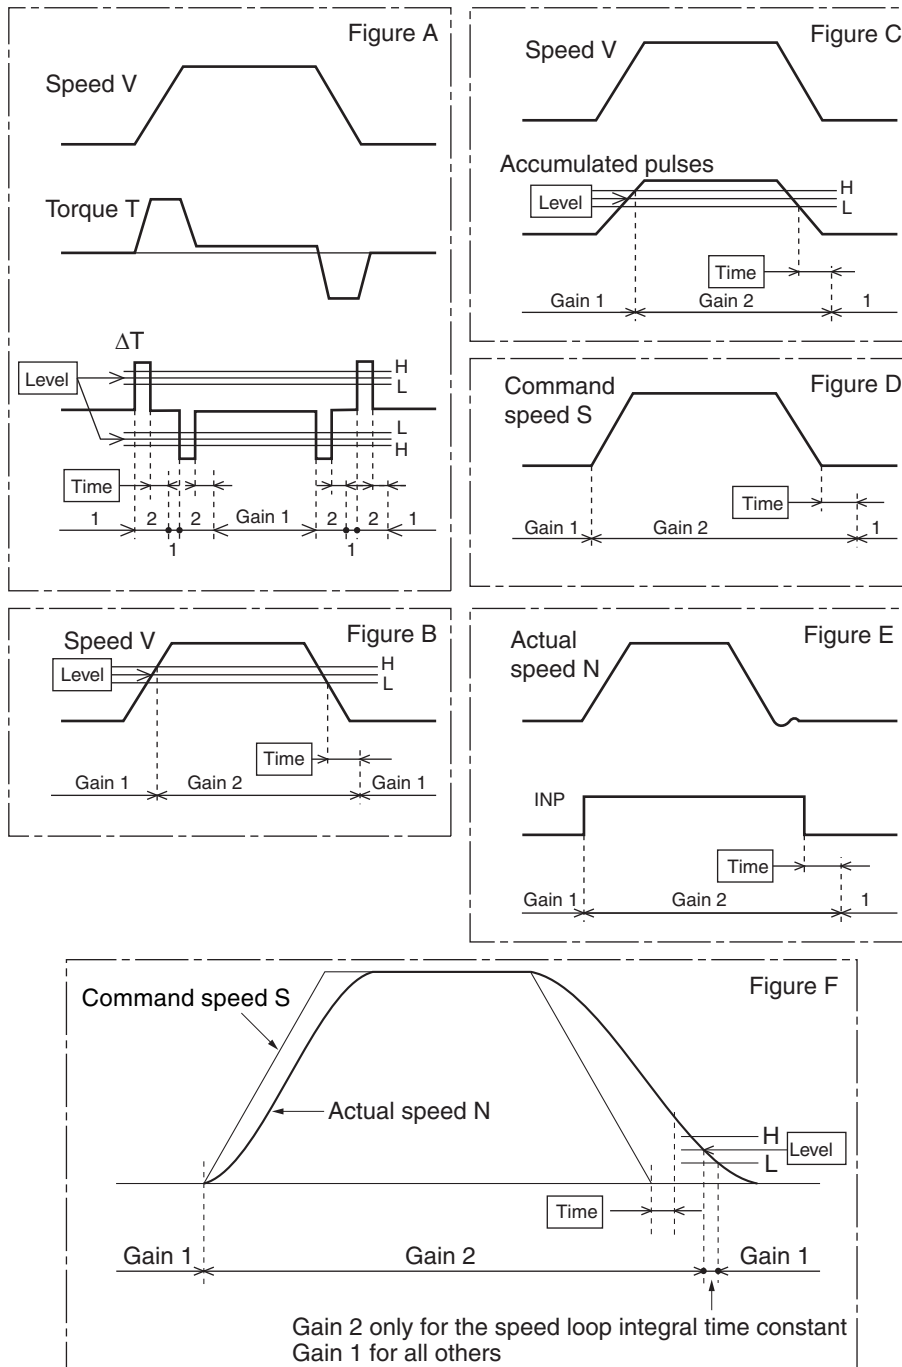 Figure A
Speed V
Torque T
ΔT
H
L
Level
L
H
Time
1 2 2 Gain 1 2 2 1
1 1
Figure B
Speed V
H
Level
L
Time
Gain 1 Gain 2 Gain 1
Figure C
Speed V
Accumulated pulses
H
Level
L
Time
Gain 1 Gain 2 1
Figure D
Command
speed S
Time
Gain 1 Gain 2 1
Figure E
Actual
speed N
INP
Time
Gain 1 Gain 2 1
Figure F
Command speed S
Actual speed N
H
Level
L
Time
Gain 1 Gain 2 Gain 1
Gain 2 only for the speed loop integral time constant
Gain 1 for all others